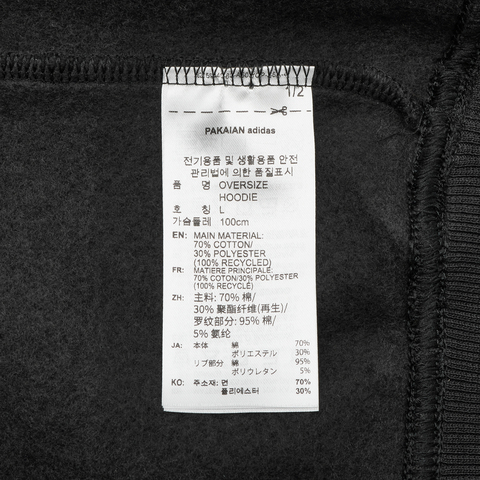 1/2
PAKAIAN adidas
전기용품 및 생활용품 안전
관리법에 의한 품질표시
품 명 OVERSIZE
HOODIE
호 칭 L
가슴둘레 100cm
EN: MAIN MATERIAL:
70% COTTON/
30% POLYESTER
(100% RECYCLED)
FR: MATIERE PRINCIPALE:
70% COTON/30% POLYESTER
(100% RECYCLÉ)
ZH: 主料: 70% 棉/
30% 聚酯纤维(再生)/
罗纹部分: 95% 棉/
5% 氨纶
JA: 本体 綿 70%
ポリエステル 30%
リブ部分 綿 95%
ポリウレタン 5%
KO: 주소재: 면 70%
폴리에스터 30%